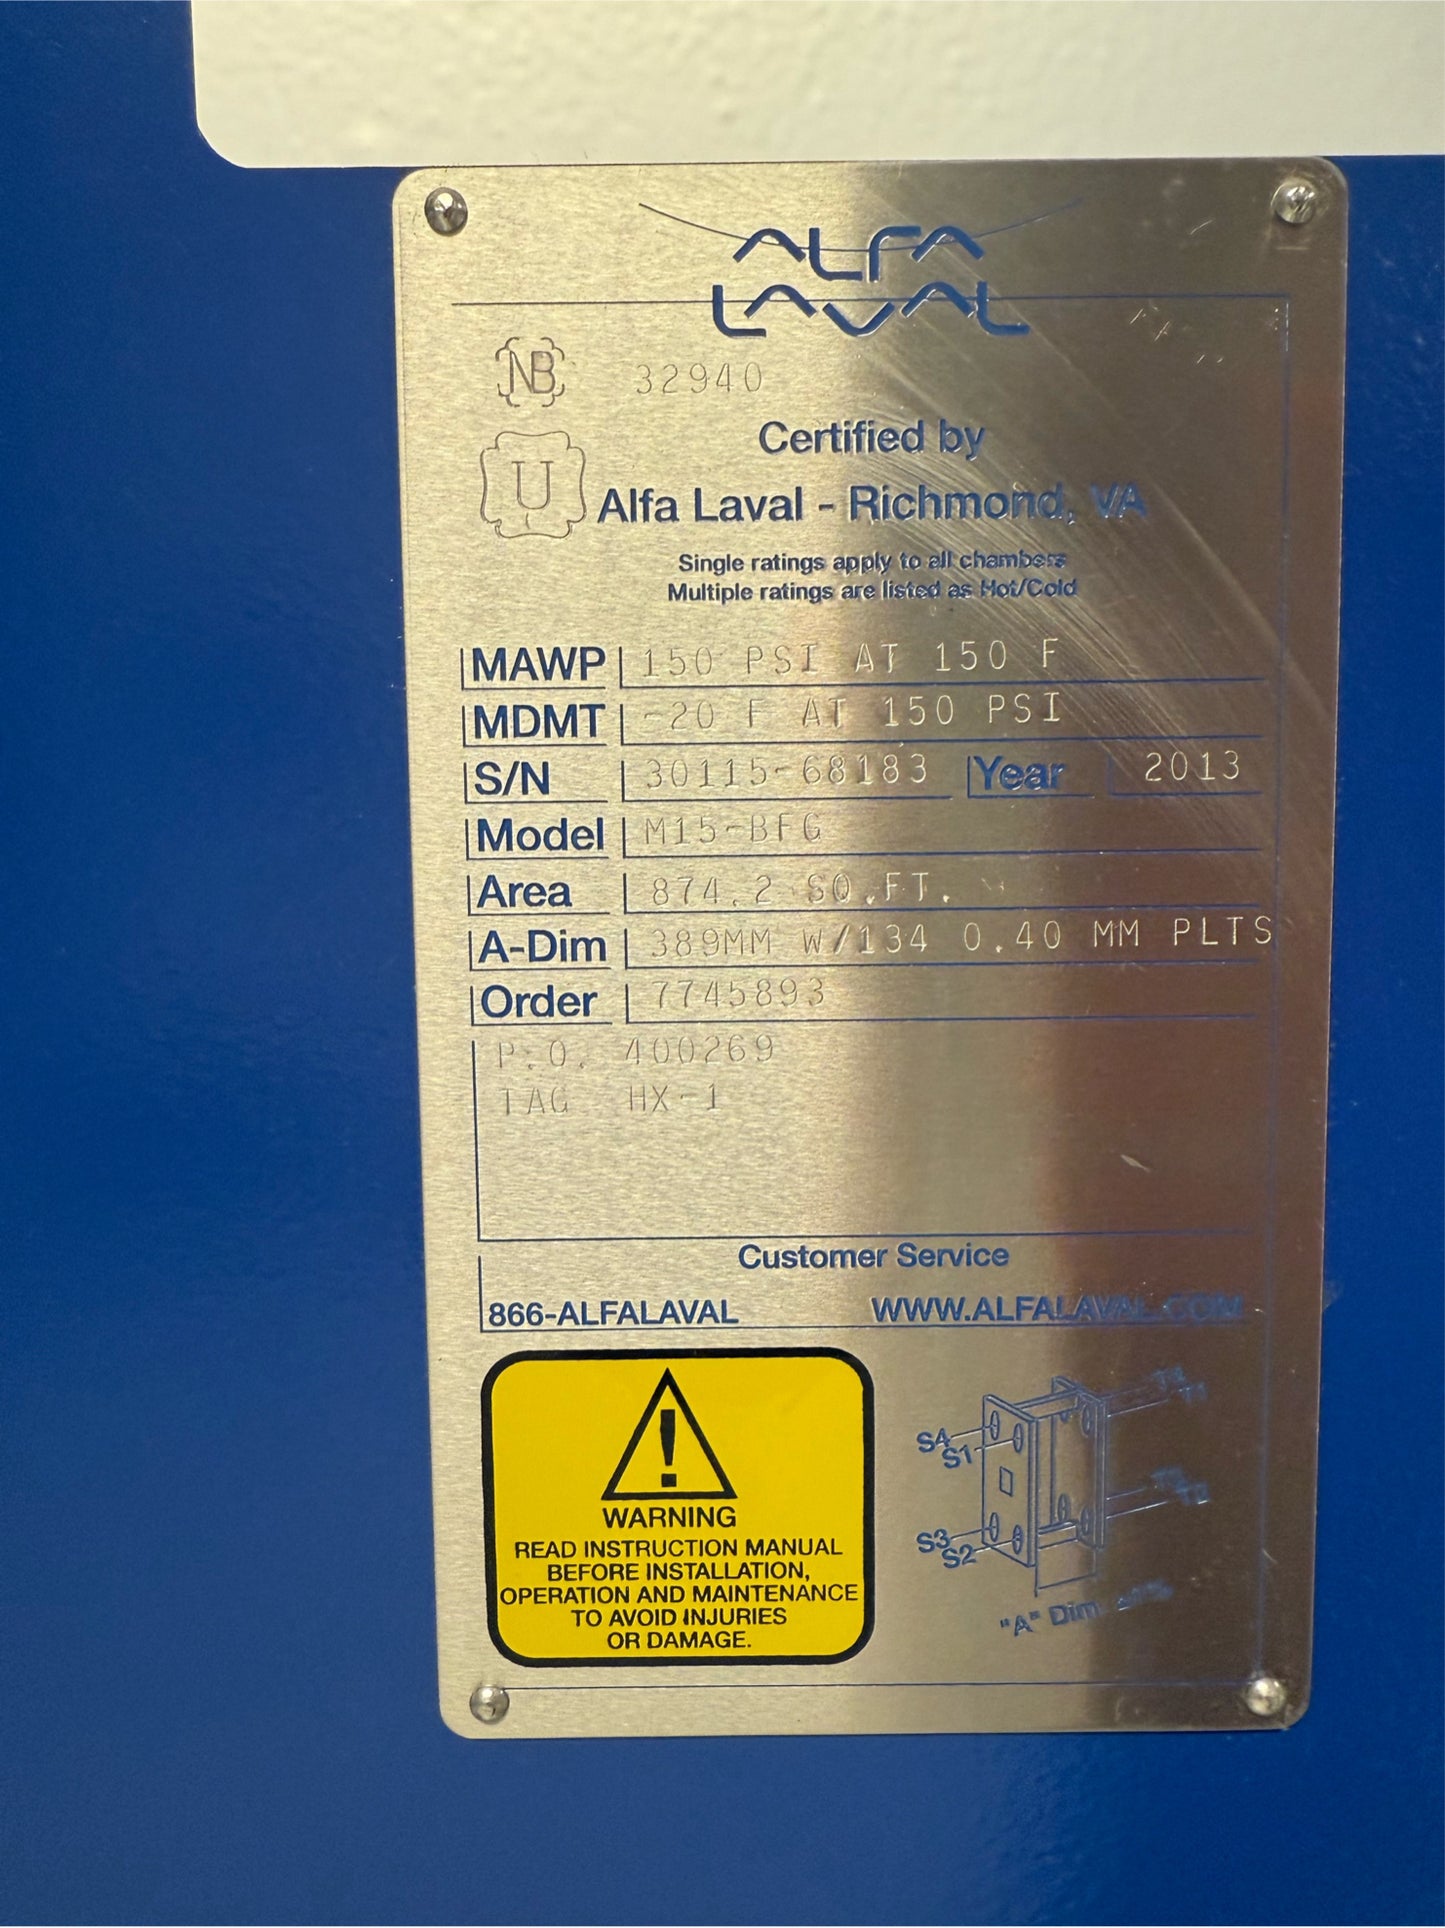 ALFA
LAVAL
NB 32940
U
Certified by
Alfa Laval - Richmond, VA
Single ratings apply to all chambers
Multiple ratings are listed as Hot/Cold
MAWP 150 PSI AT 150 F
MDMT -20 F AT 150 PSI
S/N 30115-68183 Year 2013
Model M15-BFG
Area 874.2 SQ.FT.
A-Dim 389MM W/134 0.40 MM PLTS
Order 7745893
P.O. 400269
TAG HX-1
Customer Service
866-ALFALAVAL WWW.ALFALAVAL.COM
WARNING
READ INSTRUCTION MANUAL
BEFORE INSTALLATION,
OPERATION AND MAINTENANCE
TO AVOID INJURIES
OR DAMAGE.
S4
S1
T1
S3
S2
"A" Dim